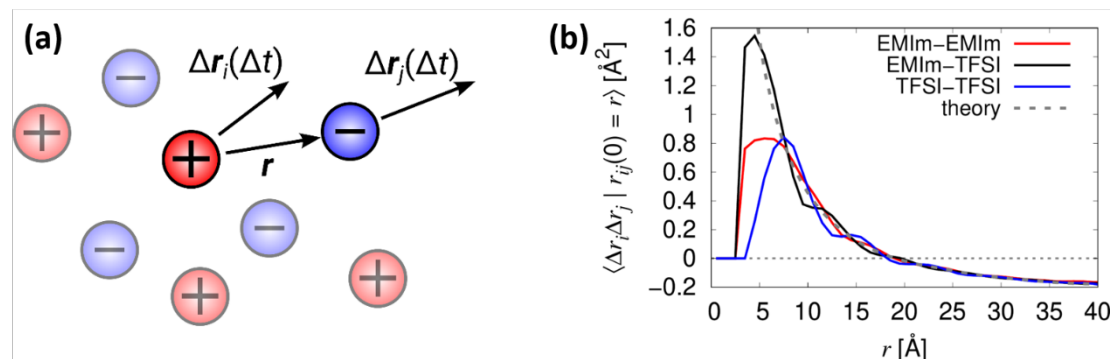 (a)
Δrᵢ(Δt)
Δrⱼ(Δt)
+
−
r
+
−
−
−
+
+
(b)
⟨Δrᵢ Δrⱼ | rᵢⱼ(0) = r⟩ [Å²]
1.6
1.4
1.2
1
0.8
0.6
0.4
0.2
0
−0.2
EMIm−EMIm
EMIm−TFSI
TFSI−TFSI
theory
0 5 10 15 20 25 30 35 40
r [Å]